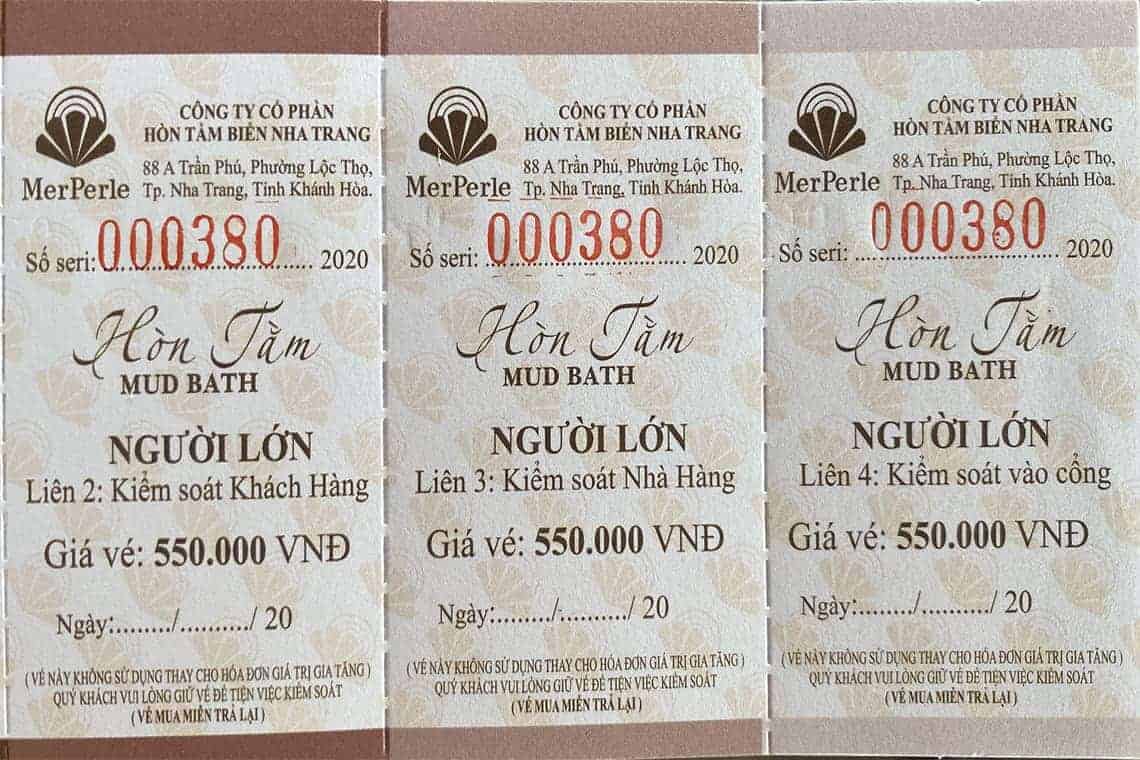 MerPerle
CÔNG TY CỔ PHẦN
HÒN TẰM BIỂN NHA TRANG
88 A Trần Phú, Phường Lộc Thọ,
Tp. Nha Trang, Tỉnh Khánh Hòa.
Số seri: 000380 2020
Hòn Tằm
MUD BATH
NGƯỜI LỚN
Liên 2: Kiểm soát Khách Hàng
Giá vé: 550.000 VNĐ
Ngày:......../........../ 20
( VÉ NÀY KHÔNG SỬ DỤNG THAY CHO HÓA ĐƠN GIÁ TRỊ GIA TĂNG )
QUÝ KHÁCH VUI LÒNG GIỮ VÉ ĐỂ TIỆN VIỆC KIỂM SOÁT
( VÉ MUA MIỄN TRẢ LẠI )
MerPerle
CÔNG TY CỔ PHẦN
HÒN TẰM BIỂN NHA TRANG
88 A Trần Phú, Phường Lộc Thọ,
Tp. Nha Trang, Tỉnh Khánh Hòa.
Số seri: 000380 2020
Hòn Tằm
MUD BATH
NGƯỜI LỚN
Liên 3: Kiểm soát Nhà Hàng
Giá vé: 550.000 VNĐ
Ngày:......../........../ 20
( VÉ NÀY KHÔNG SỬ DỤNG THAY CHO HÓA ĐƠN GIÁ TRỊ GIA TĂNG )
QUÝ KHÁCH VUI LÒNG GIỮ VÉ ĐỂ TIỆN VIỆC KIỂM SOÁT
( VÉ MUA MIỄN TRẢ LẠI )
MerPerle
CÔNG TY CỔ PHẦN
HÒN TẰM BIỂN NHA TRANG
88 A Trần Phú, Phường Lộc Thọ,
Tp. Nha Trang, Tỉnh Khánh Hòa.
Số seri: 000380 2020
Hòn Tằm
MUD BATH
NGƯỜI LỚN
Liên 4: Kiểm soát vào cổng
Giá vé: 550.000 VNĐ
Ngày:......../........../ 20
( VÉ NÀY KHÔNG SỬ DỤNG THAY CHO HÓA ĐƠN GIÁ TRỊ GIA TĂNG )
QUÝ KHÁCH VUI LÒNG GIỮ VÉ ĐỂ TIỆN VIỆC KIỂM SOÁT
( VÉ MUA MIỄN TRẢ LẠI )